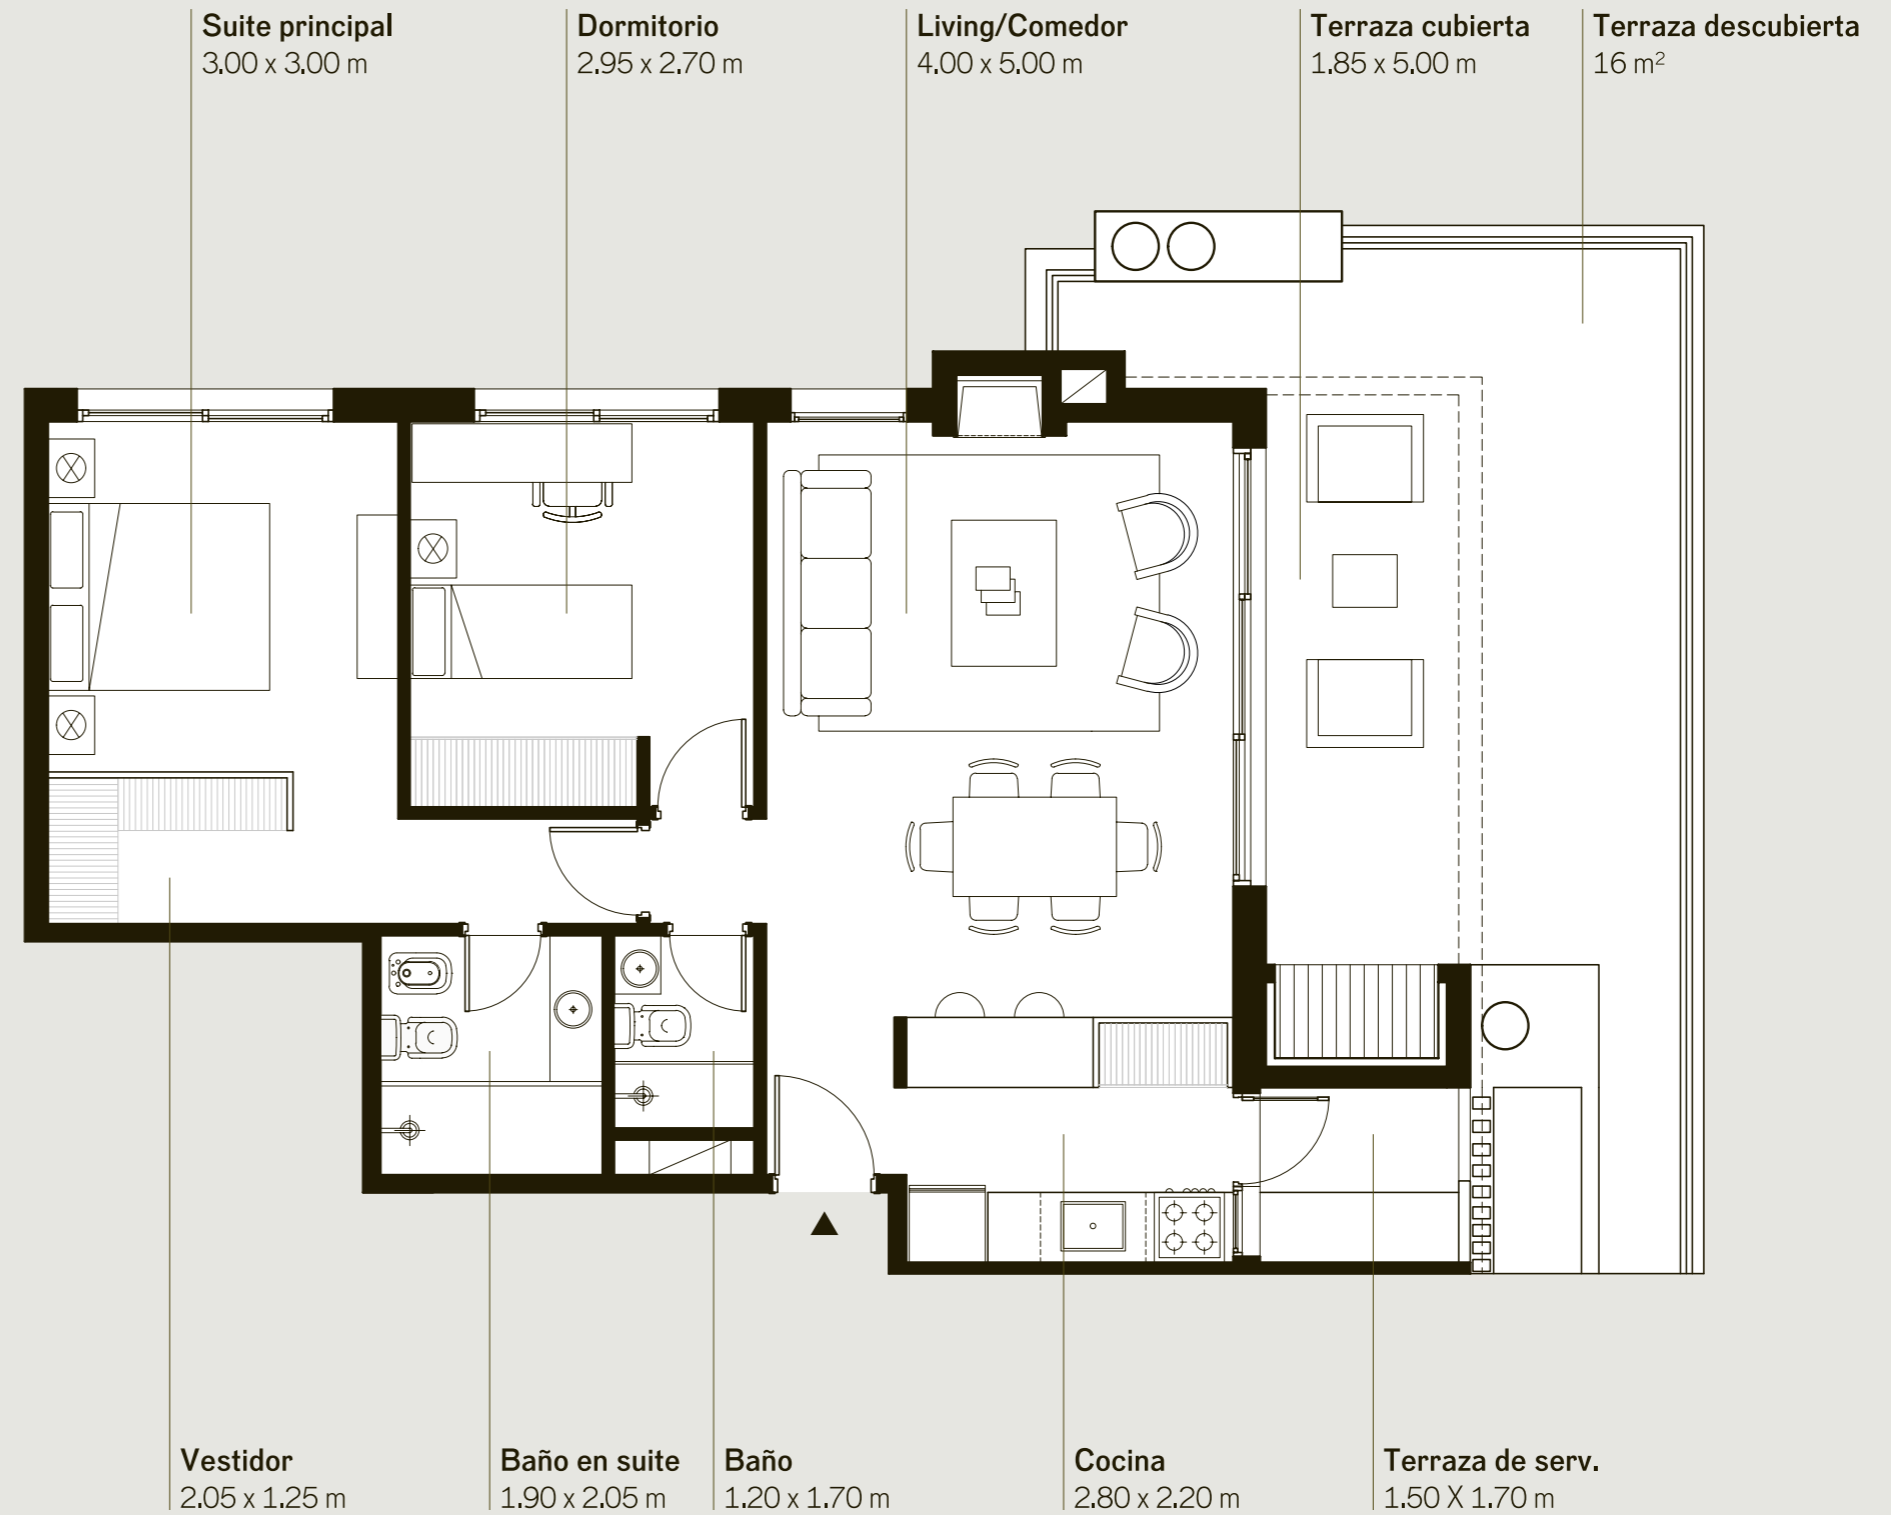 Suite principal
3.00 x 3.00 m
Dormitorio
2.95 x 2.70 m
Living/Comedor
4.00 x 5.00 m
Terraza cubierta
1.85 x 5.00 m
Terraza descubierta
16 m²
Vestidor
2.05 x 1.25 m
Baño en suite
1.90 x 2.05 m
Baño
1.20 x 1.70 m
Cocina
2.80 x 2.20 m
Terraza de serv.
1.50 X 1.70 m